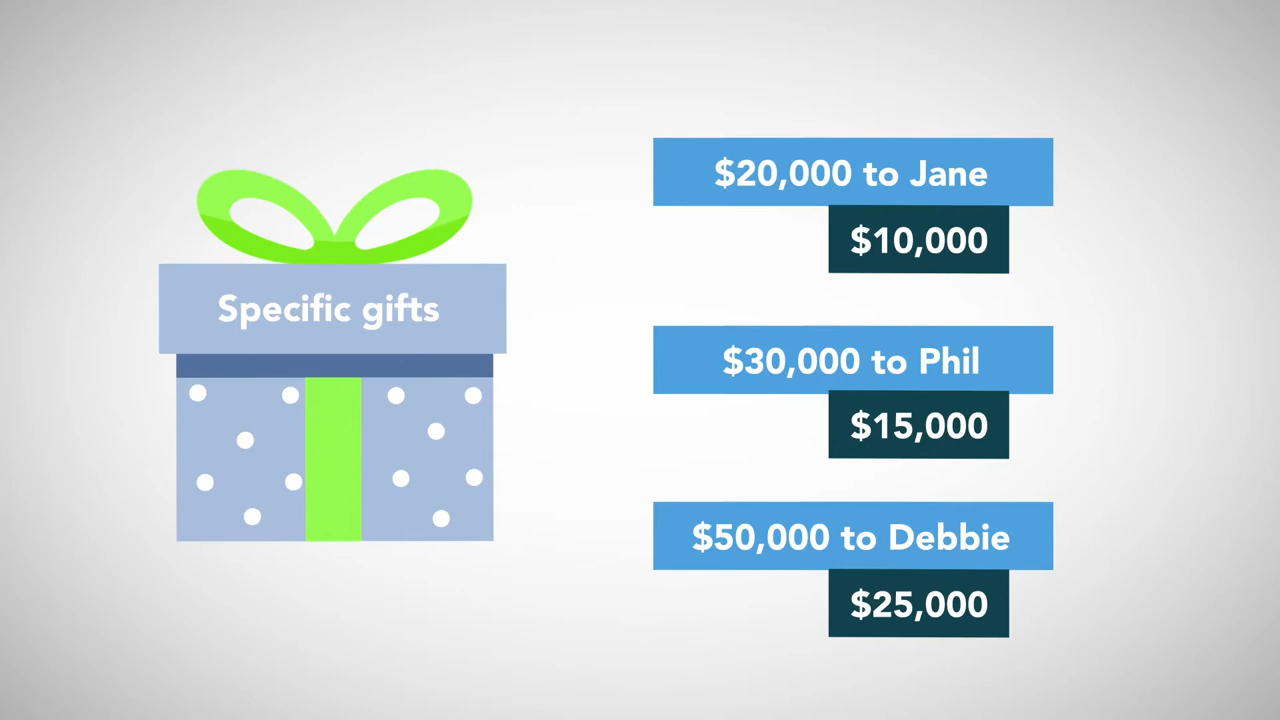 Specific gifts
$20,000 to Jane
$10,000
$30,000 to Phil
$15,000
$50,000 to Debbie
$25,000